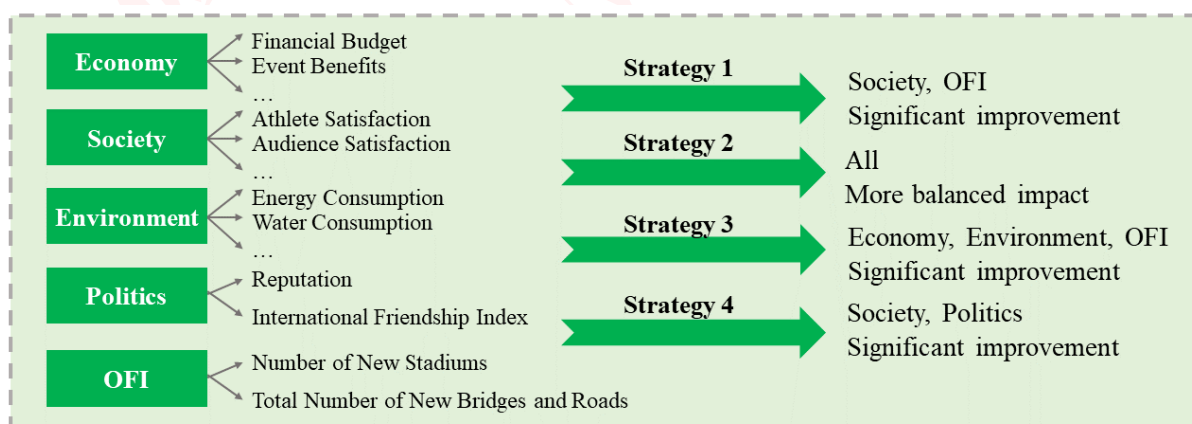 Economy
Financial Budget
Event Benefits
…
Society
Athlete Satisfaction
Audience Satisfaction
…
Environment
Energy Consumption
Water Consumption
…
Politics
Reputation
International Friendship Index
OFI
Number of New Stadiums
Total Number of New Bridges and Roads
Strategy 1
Society, OFI
Significant improvement
Strategy 2
All
More balanced impact
Strategy 3
Economy, Environment, OFI
Significant improvement
Strategy 4
Society, Politics
Significant improvement